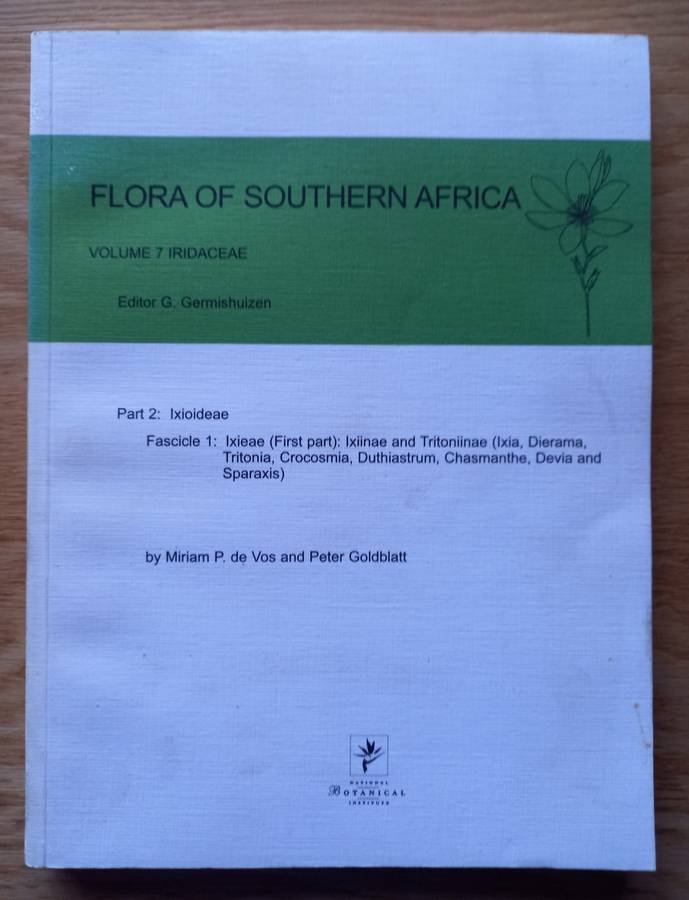 FLORA OF SOUTHERN AFRICA
VOLUME 7 IRIDACEAE
Editor G. Germishuizen
Part 2: Ixioideae
Fascicle 1: Ixieae (First part): Ixiinae and Tritoniinae (Ixia, Dierama,
Tritonia, Crocosmia, Duthiastrum, Chasmanthe, Devia and
Sparaxis)
by Miriam P. de Vos and Peter Goldblatt
NATIONAL
BOTANICAL
INSTITUTE